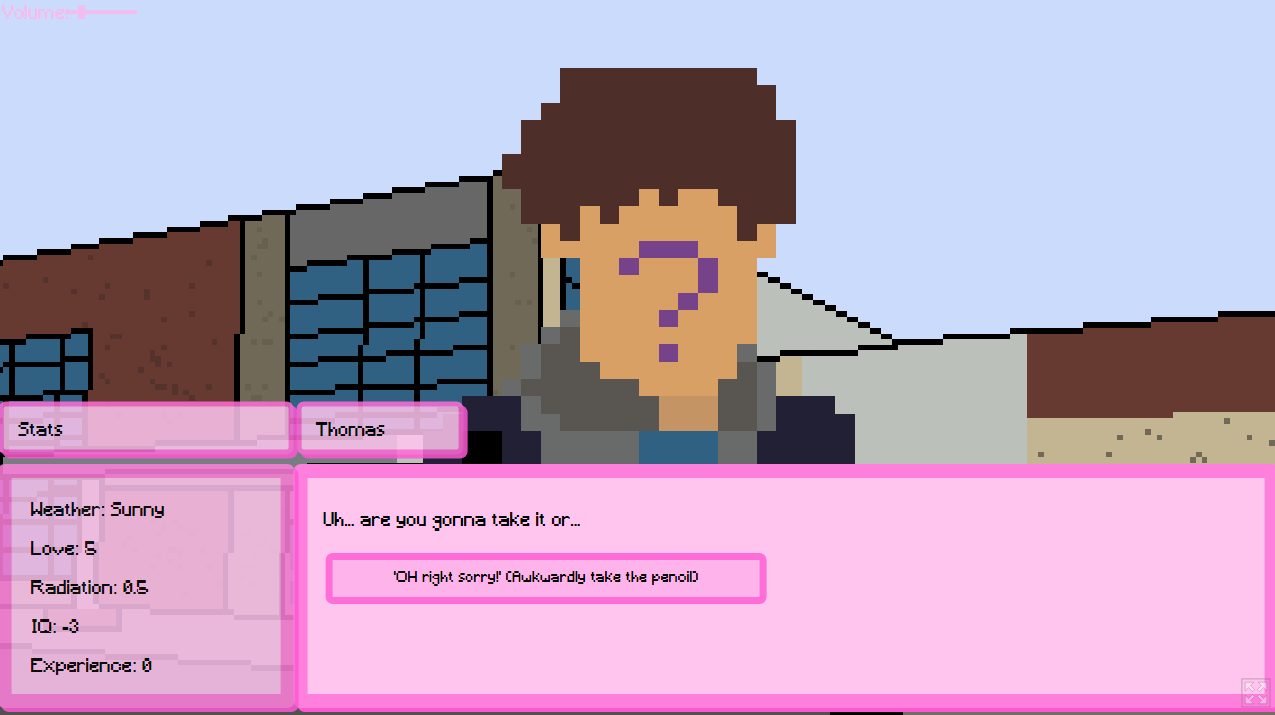 Volume:
Stats
Thomas
Weather: Sunny
Love: 5
Radiation: 0.5
IQ: -3
Experience: 0
Uh... are you gonna take it or...
'OH right sorry!' (Awkwardly take the pencil)
?